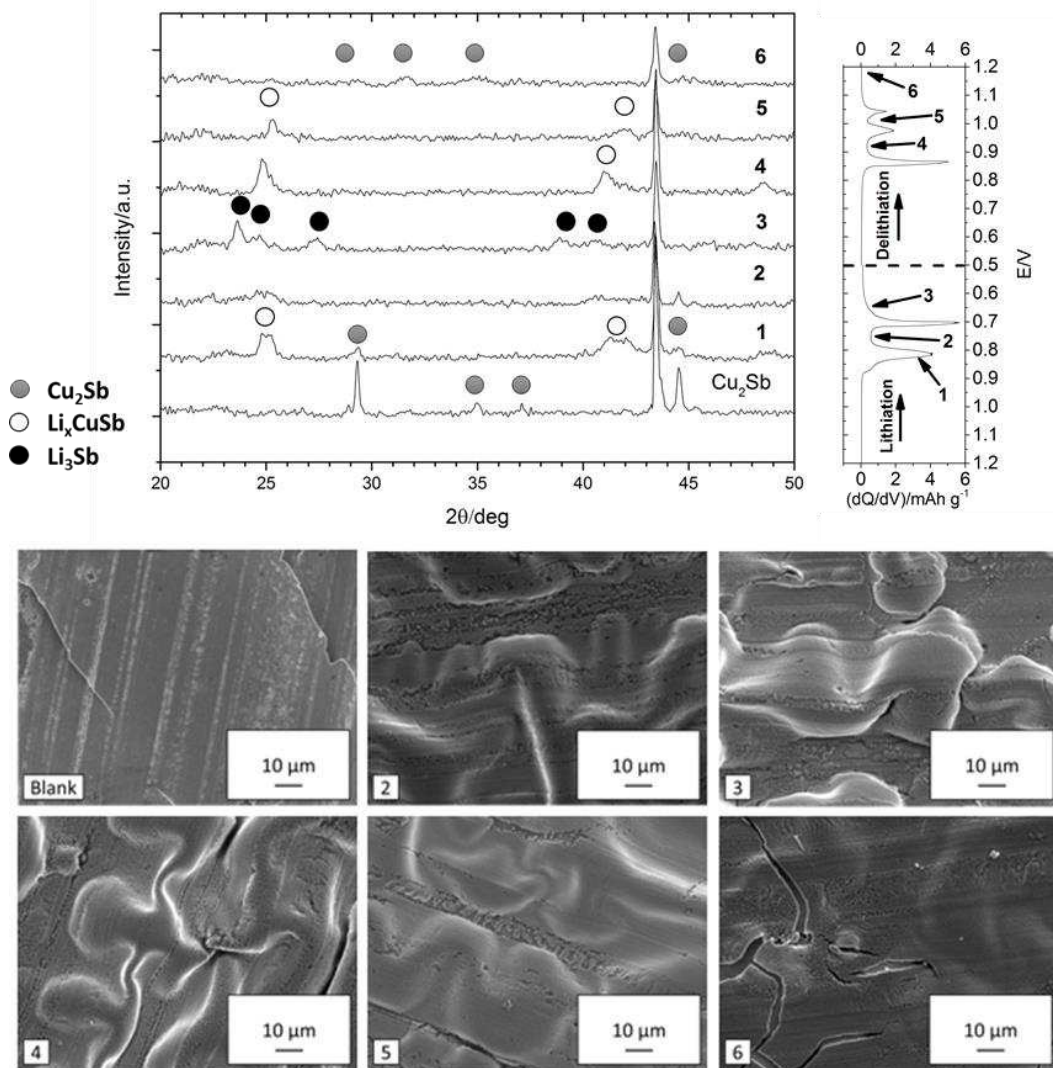 6
5
4
3
2
1
Cu₂Sb
Intensity/a.u.
20 25 30 35 40 45 50
2θ/deg
Cu₂Sb
LiₓCuSb
Li₃Sb
0 2 4 6
1.2
1.1
1.0
0.9
0.8
0.7
0.6
0.5
0.6
0.7
0.8
0.9
1.0
1.1
1.2
E/V
6
5
4
Delithiation
3
2
1
Lithiation
0 2 4 6
(dQ/dV)/mAh g⁻¹
Blank
10 µm
2
10 µm
3
10 µm
4
10 µm
5
10 µm
6
10 µm